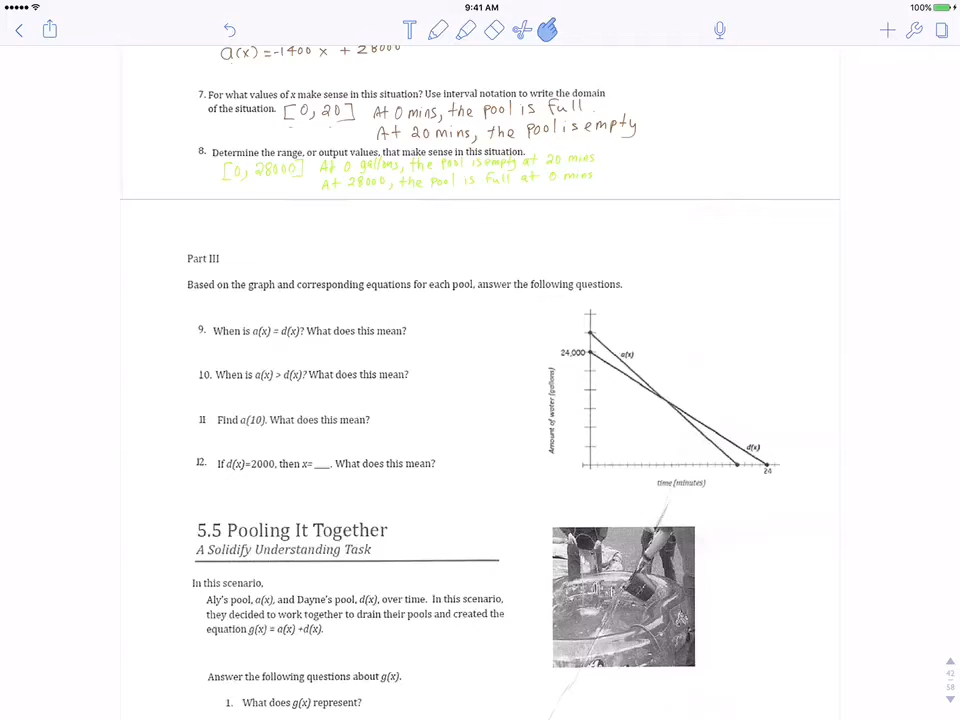 9:41 AM
100%
a(x) = -1400 x + 28000
7. For what values of x make sense in this situation? Use interval notation to write the domain
of the situation. [0, 20] At 0 mins, the pool is full.
At 20 mins, the pool is empty
8. Determine the range, or output values, that make sense in this situation.
[0, 28000] At 0 gallons, the pool is empty at 20 mins
At 28000, the pool is full at 0 mins
Part III
Based on the graph and corresponding equations for each pool, answer the following questions.
9. When is a(x) = d(x)? What does this mean?
10. When is a(x) > d(x)? What does this mean?
11 Find a(10). What does this mean?
12. If d(x)=2000, then x= ___. What does this mean?
24,000
a(x)
Amount of water (gallons)
d(x)
24
time (minutes)
5.5 Pooling It Together
A Solidify Understanding Task
In this scenario,
Aly's pool, a(x), and Dayne's pool, d(x), over time. In this scenario,
they decided to work together to drain their pools and created the
equation g(x) = a(x) +d(x).
Answer the following questions about g(x).
1. What does g(x) represent?
42
58